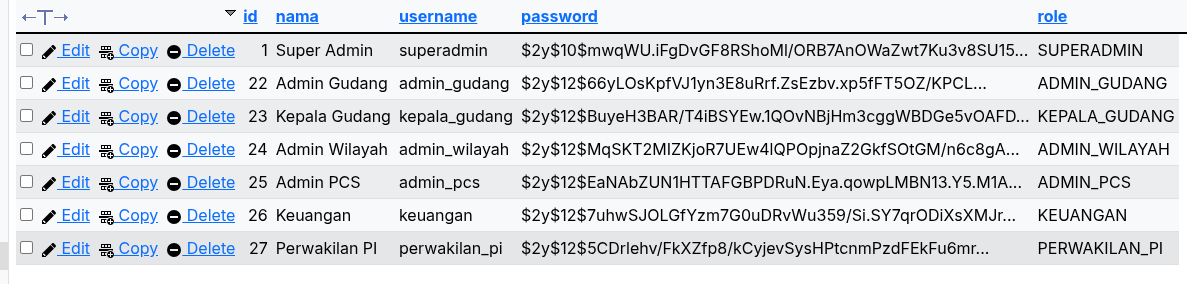 ←T→ id nama username password role
Edit Copy Delete 1 Super Admin superadmin $2y$10$mwqWU.iFgDvGF8RShoMl/ORB7AnOWaZwt7Ku3v8SU15... SUPERADMIN
Edit Copy Delete 22 Admin Gudang admin_gudang $2y$12$66yLOsKpfVJ1yn3E8uRrf.ZsEzbv.xp5fFT5OZ/KPCL... ADMIN_GUDANG
Edit Copy Delete 23 Kepala Gudang kepala_gudang $2y$12$BuyeH3BAR/T4iBSYEw.1QOvNBjHm3cggWBDGe5vOAFD... KEPALA_GUDANG
Edit Copy Delete 24 Admin Wilayah admin_wilayah $2y$12$MqSKT2MIZKjoR7UEw4lQPOpjnaZ2GkfSOtGM/n6c8gA... ADMIN_WILAYAH
Edit Copy Delete 25 Admin PCS admin_pcs $2y$12$EaNAbZUN1HTTAFGBPDRuN.Eya.qowpLMBN13.Y5.M1A... ADMIN_PCS
Edit Copy Delete 26 Keuangan keuangan $2y$12$7uhwSJOLGfYzm7G0uDRvWu359/Si.SY7qrODiXsXMJr... KEUANGAN
Edit Copy Delete 27 Perwakilan PI perwakilan_pi $2y$12$5CDrlehv/FkXZfp8/kCyjevSysHPtcnmPzdFEkFu6mr... PERWAKILAN_PI